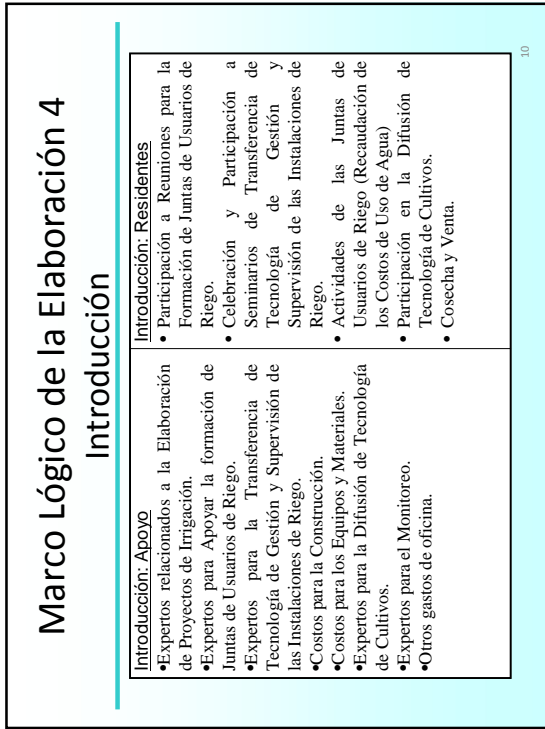 Marco Lógico de la Elaboración 4
Introducción
Introducción: Apoyo
•Expertos relacionados a la Elaboración
de Proyectos de Irrigación.
•Expertos para Apoyar la formación de
Juntas de Usuarios de Riego.
•Expertos para la Transferencia de
Tecnología de Gestión y Supervisión de
las Instalaciones de Riego.
•Costos para la Construcción.
•Costos para los Equipos y Materiales.
•Expertos para la Difusión de Tecnología
de Cultivos.
•Expertos para el Monitoreo.
•Otros gastos de oficina.
Introducción: Residentes
• Participación a Reuniones para la
Formación de Juntas de Usuarios de
Riego.
• Celebración y Participación a
Seminarios de Transferencia de
Tecnología de Gestión y
Supervisión de las Instalaciones de
Riego.
• Actividades de las Juntas de
Usuarios de Riego (Recaudación de
los Costos de Uso de Agua)
• Participación en la Difusión de
Tecnología de Cultivos.
• Cosecha y Venta.
10